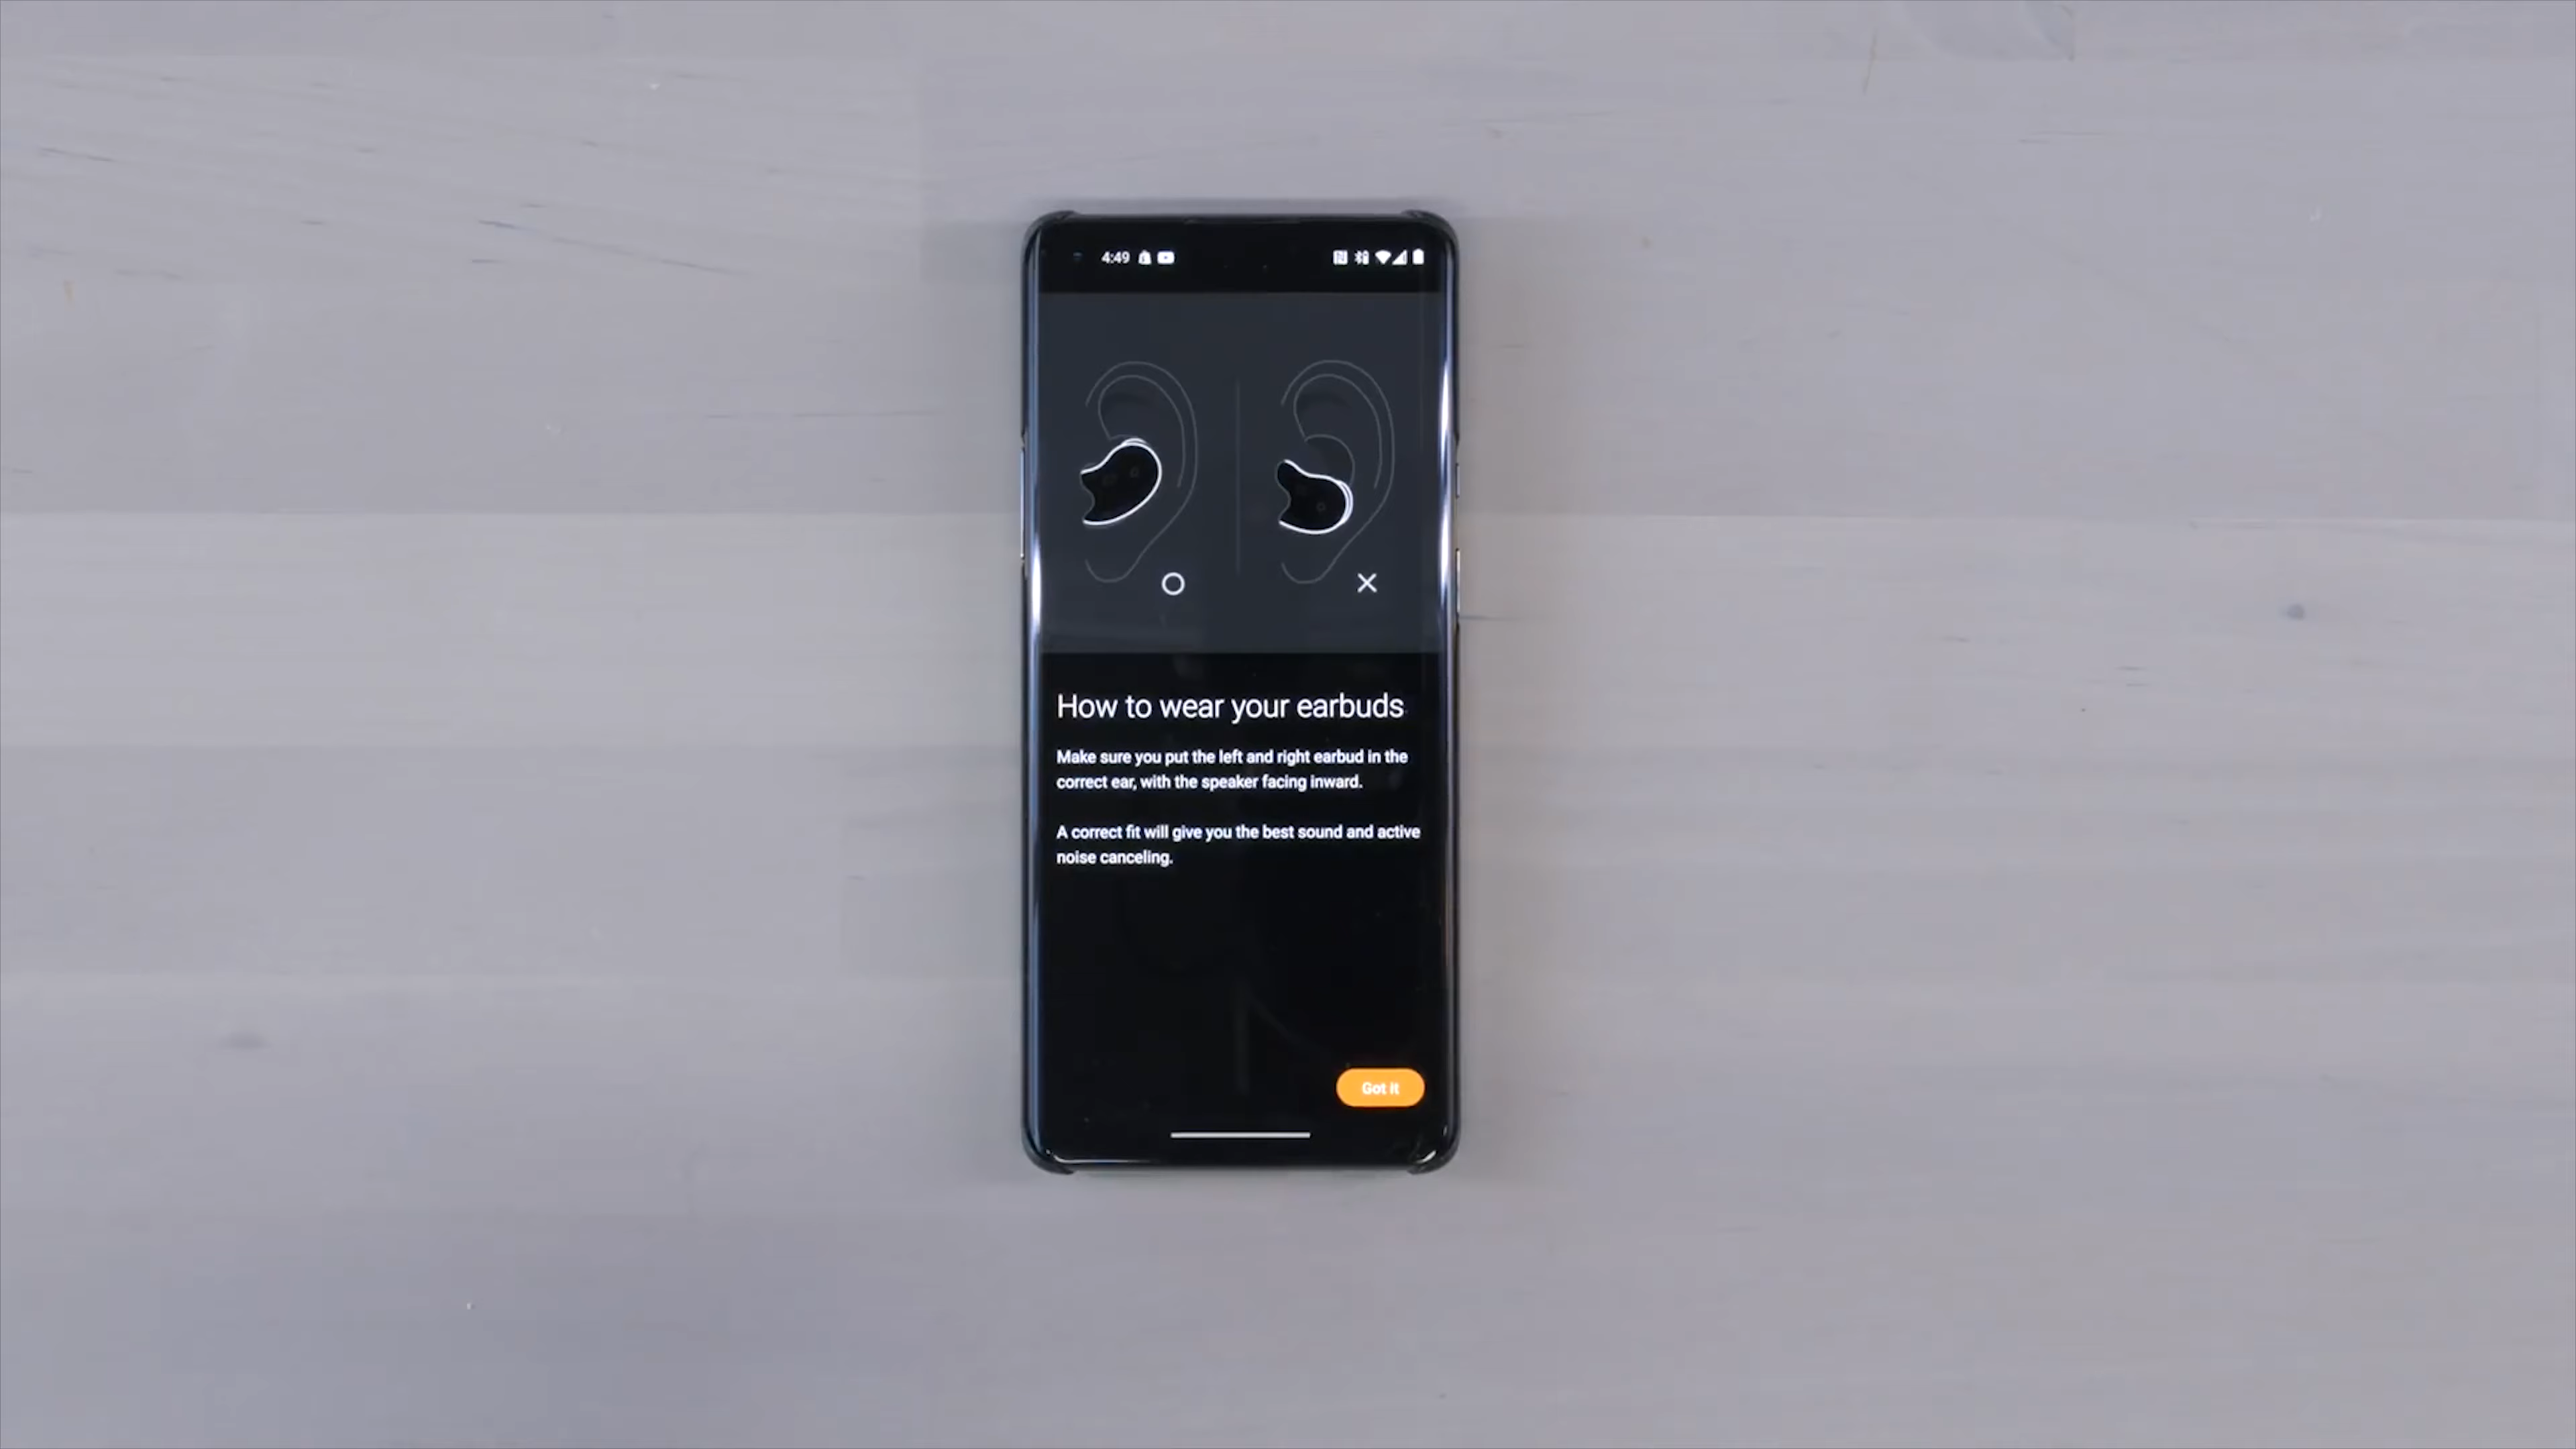 4:49
How to wear your earbuds
Make sure you put the left and right earbud in the
correct ear, with the speaker facing inward.
A correct fit will give you the best sound and active
noise canceling.
Got it